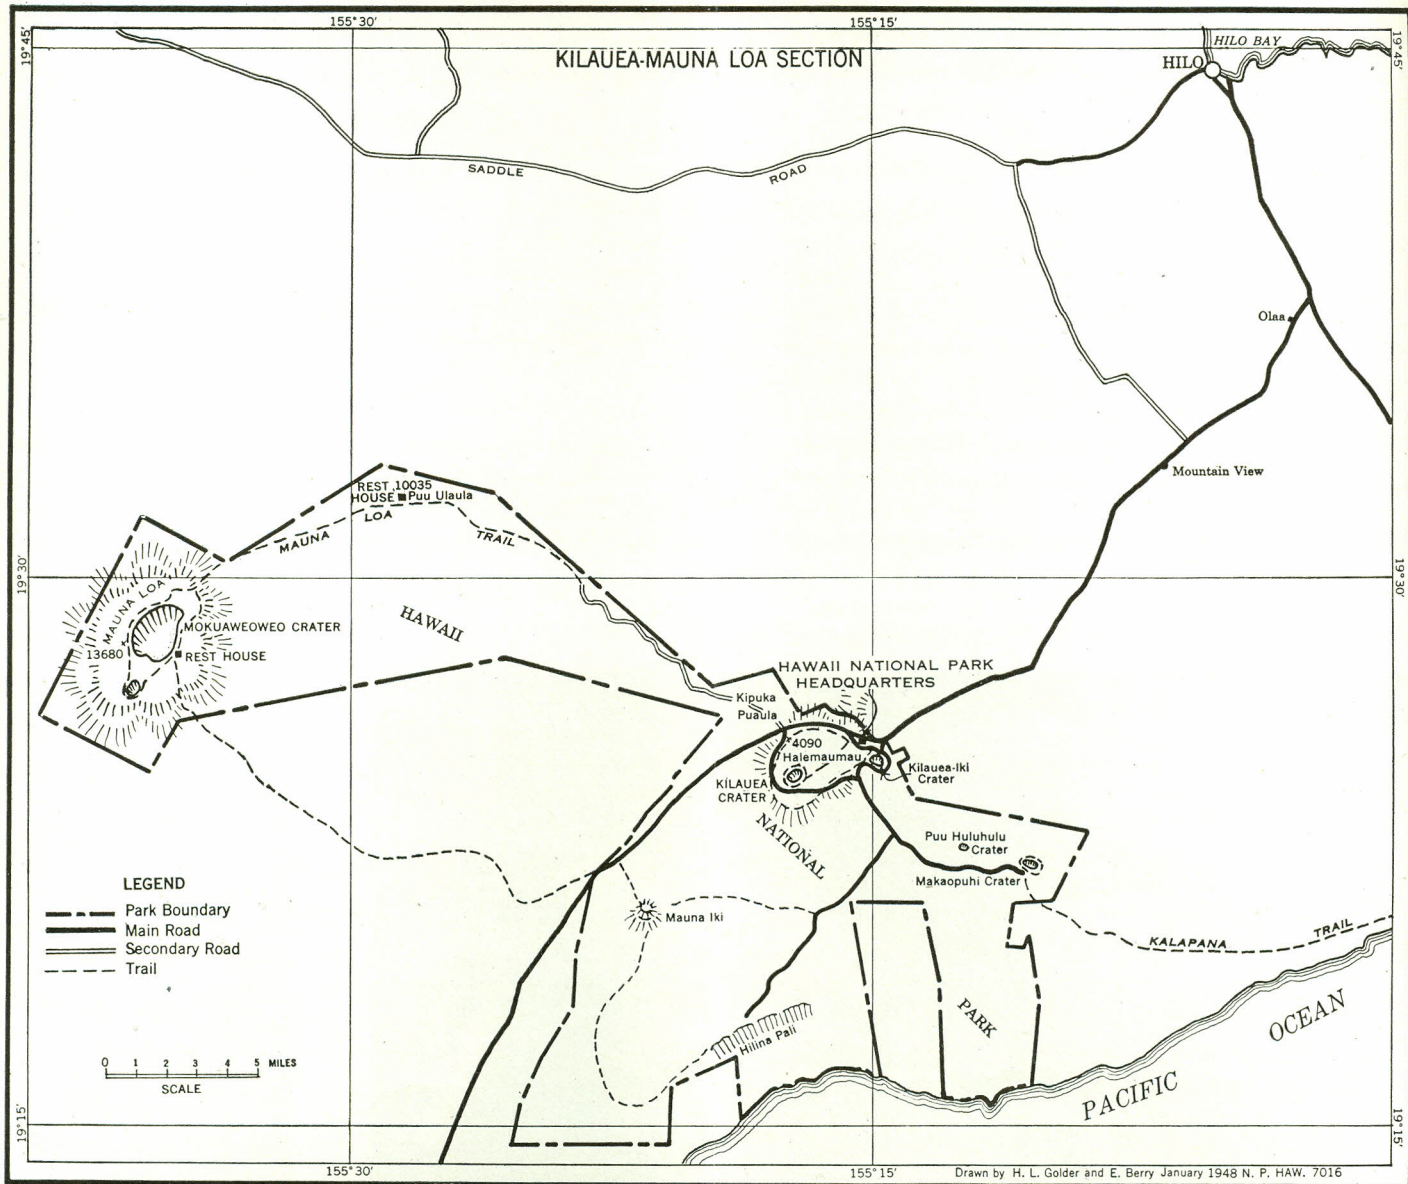 155°30′
155°15′
19°45′
19°45′
KILAUEA-MAUNA LOA SECTION
HILO BAY
HILO
SADDLE
ROAD
Olaa
Mountain View
REST 10035
HOUSE Puu Ulaula
MAUNA
LOA
TRAIL
19°30′
19°30′
MAUNA LOA
MOKUAWEOWEO CRATER
13680
REST HOUSE
HAWAII
HAWAII NATIONAL PARK
HEADQUARTERS
Kipuka
Puaula
4090
Halemaumau
KILAUEA
CRATER
Kilauea-Iki
Crater
NATIONAL
Puu Huluhulu
Crater
Makaopuhi Crater
Mauna Iki
KALAPANA
TRAIL
LEGEND
Park Boundary
Main Road
Secondary Road
Trail
PARK
Hilina Pali
PACIFIC
OCEAN
0 1 2 3 4 5 MILES
SCALE
19°15′
19°15′
155°30′
155°15′
Drawn by H. L. Golder and E. Berry January 1948 N. P. HAW. 7016